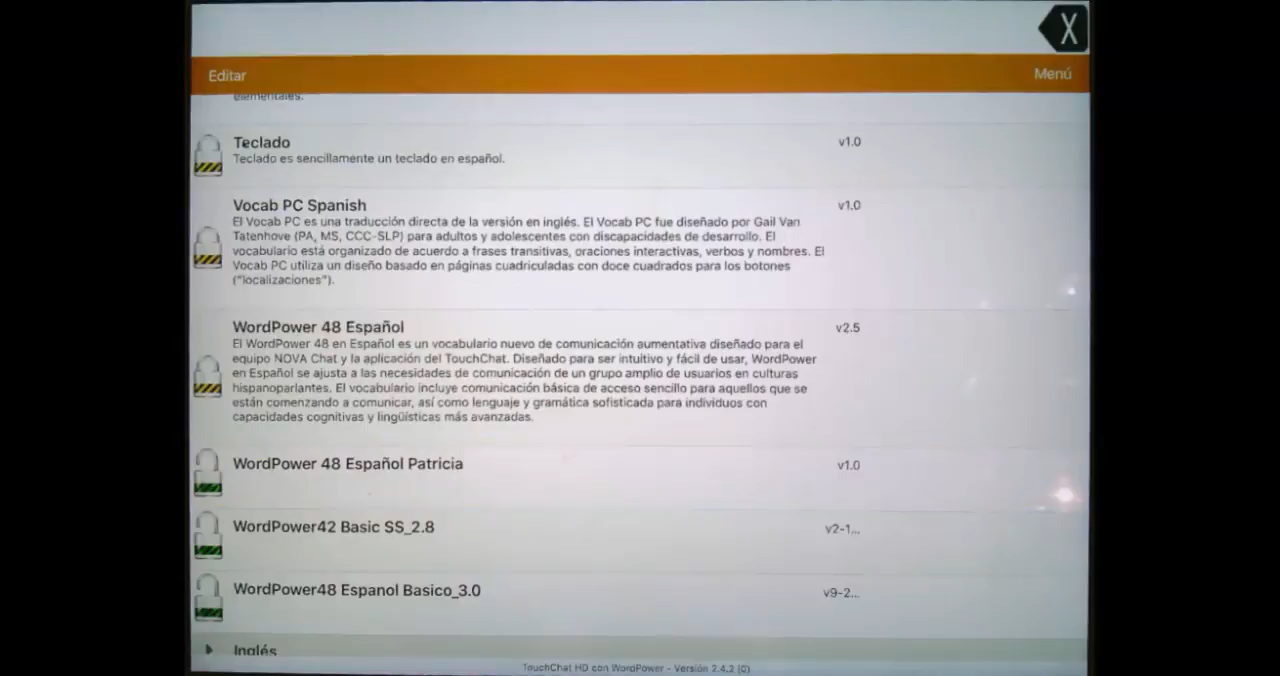 X
Editar
Menú
elementales.
Teclado
v1.0
Teclado es sencillamente un teclado en español.
Vocab PC Spanish
v1.0
El Vocab PC es una traducción directa de la versión en inglés. El Vocab PC fue diseñado por Gail Van
Tatenhove (PA, MS, CCC-SLP) para adultos y adolescentes con discapacidades de desarrollo. El
vocabulario está organizado de acuerdo a frases transitivas, oraciones interactivas, verbos y nombres. El
Vocab PC utiliza un diseño basado en páginas cuadriculadas con doce cuadrados para los botones
("localizaciones").
WordPower 48 Español
v2.5
El WordPower 48 en Español es un vocabulario nuevo de comunicación aumentativa diseñado para el
equipo NOVA Chat y la aplicación del TouchChat. Diseñado para ser intuitivo y fácil de usar, WordPower
en Español se ajusta a las necesidades de comunicación de un grupo amplio de usuarios en culturas
hispanoparlantes. El vocabulario incluye comunicación básica de acceso sencillo para aquellos que se
están comenzando a comunicar, así como lenguaje y gramática sofisticada para individuos con
capacidades cognitivas y lingüísticas más avanzadas.
WordPower 48 Español Patricia
v1.0
WordPower42 Basic SS_2.8
v2-1...
WordPower48 Espanol Basico_3.0
v9-2...
Inglés
TouchChat HD con WordPower - Versión 2.4.2 (0)